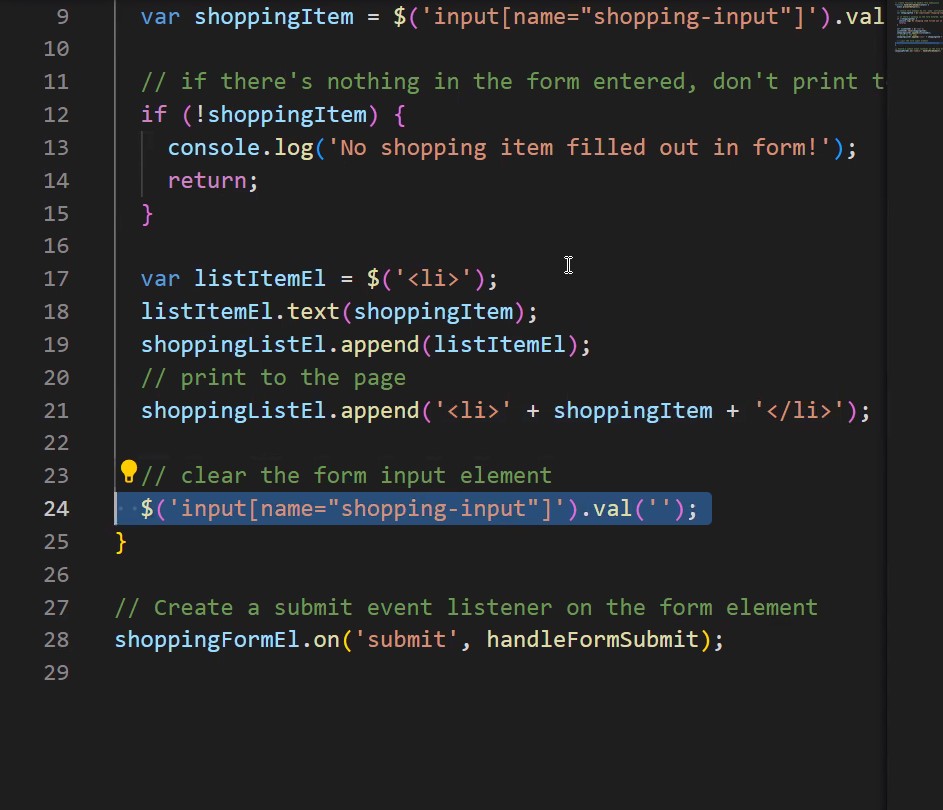 9 var shoppingItem = $('input[name="shopping-input"]').val
10
11 // if there's nothing in the form entered, don't print t
12 if (!shoppingItem) {
13 console.log('No shopping item filled out in form!');
14 return;
15 }
16
17 var listItemEl = $('<li>');
18 listItemEl.text(shoppingItem);
19 shoppingListEl.append(listItemEl);
20 // print to the page
21 shoppingListEl.append('<li>' + shoppingItem + '</li>');
22
23 // clear the form input element
24 $('input[name="shopping-input"]').val('');
25 }
26
27 // Create a submit event listener on the form element
28 shoppingFormEl.on('submit', handleFormSubmit);
29